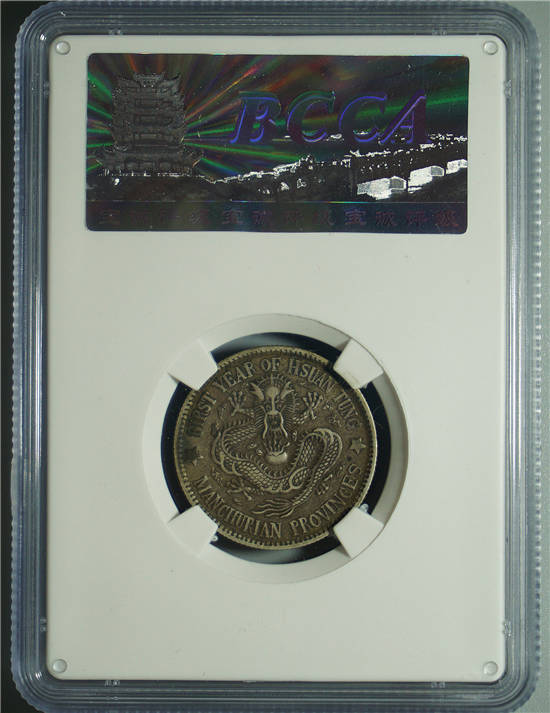 BCCA
FIRST YEAR OF HSUAN TUNG
MANCHURIAN PROVINCES